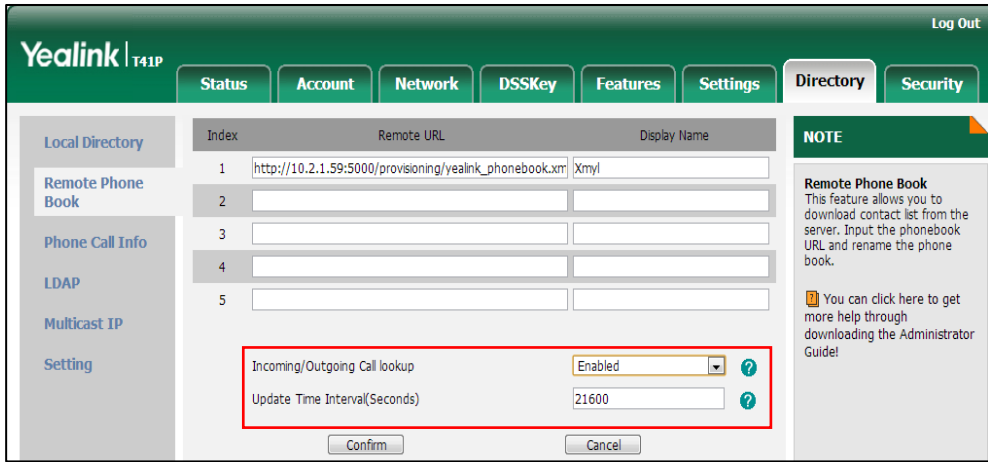 Log Out
Yealink | T41P
Status Account Network DSSKey Features Settings Directory Security
Local Directory
Remote Phone
Book
Phone Call Info
LDAP
Multicast IP
Setting
Index Remote URL Display Name
1 http://10.2.1.59:5000/provisioning/yealink_phonebook.xm Xmyl
2
3
4
5
Incoming/Outgoing Call lookup Enabled ?
Update Time Interval(Seconds) 21600 ?
Confirm Cancel
NOTE
Remote Phone Book
This feature allows you to
download contact list from the
server. Input the phonebook
URL and rename the phone
book.
? You can click here to get
more help through
downloading the Administrator
Guide!